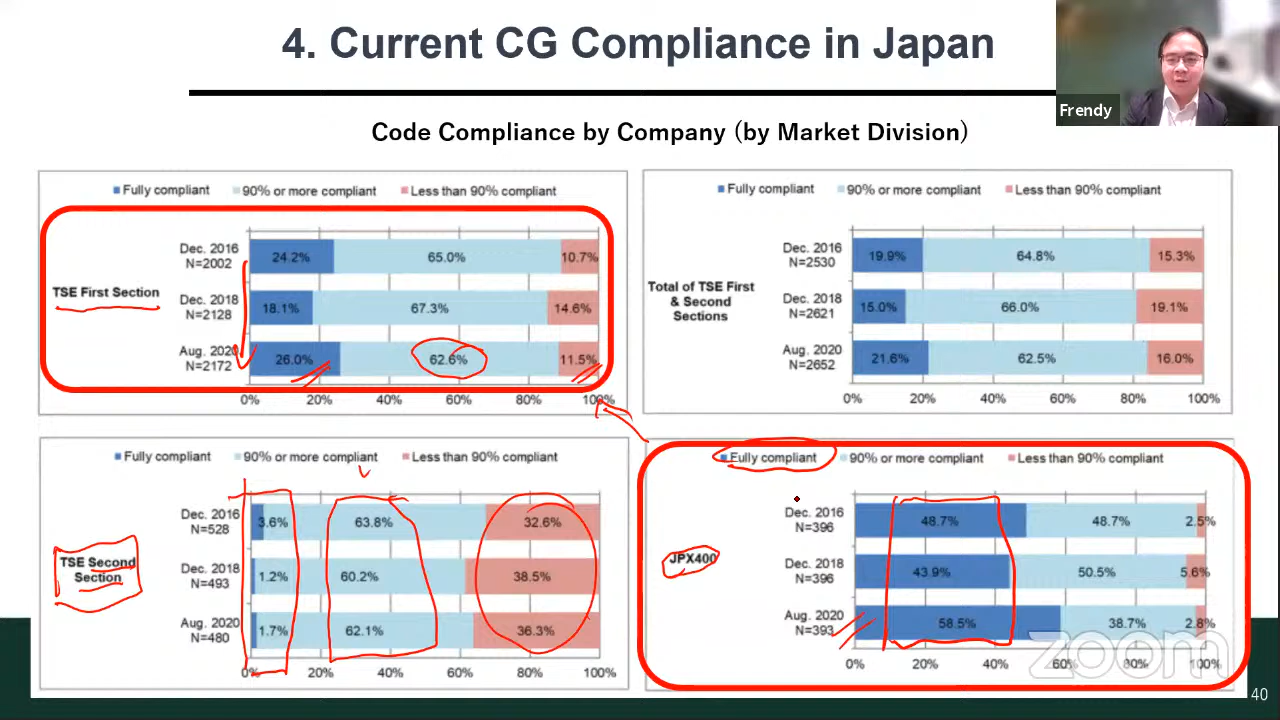 4. Current CG Compliance in Japan
Frendy
Code Compliance by Company (by Market Division)
Fully compliant 90% or more compliant Less than 90% compliant
TSE First Section
Dec. 2016
N=2002
24.2% 65.0% 10.7%
Dec. 2018
N=2128
18.1% 67.3% 14.6%
Aug. 2020
N=2172
26.0% 62.6% 11.5%
0% 20% 40% 60% 80% 100%
Fully compliant 90% or more compliant Less than 90% compliant
Total of TSE First
& Second
Sections
Dec. 2016
N=2530
19.9% 64.8% 15.3%
Dec. 2018
N=2621
15.0% 66.0% 19.1%
Aug. 2020
N=2652
21.6% 62.5% 16.0%
0% 20% 40% 60% 80% 100%
Fully compliant 90% or more compliant Less than 90% compliant
TSE Second
Section
Dec. 2016
N=528
3.6% 63.8% 32.6%
Dec. 2018
N=493
1.2% 60.2% 38.5%
Aug. 2020
N=480
1.7% 62.1% 36.3%
0% 20% 40% 60% 80% 100%
Fully compliant 90% or more compliant Less than 90% compliant
JPX400
Dec. 2016
N=396
48.7% 48.7% 2.5%
Dec. 2018
N=396
43.9% 50.5% 5.6%
Aug. 2020
N=393
58.5% 38.7% 2.8%
0% 20% 40% 60% 80% 100%
zoom
40